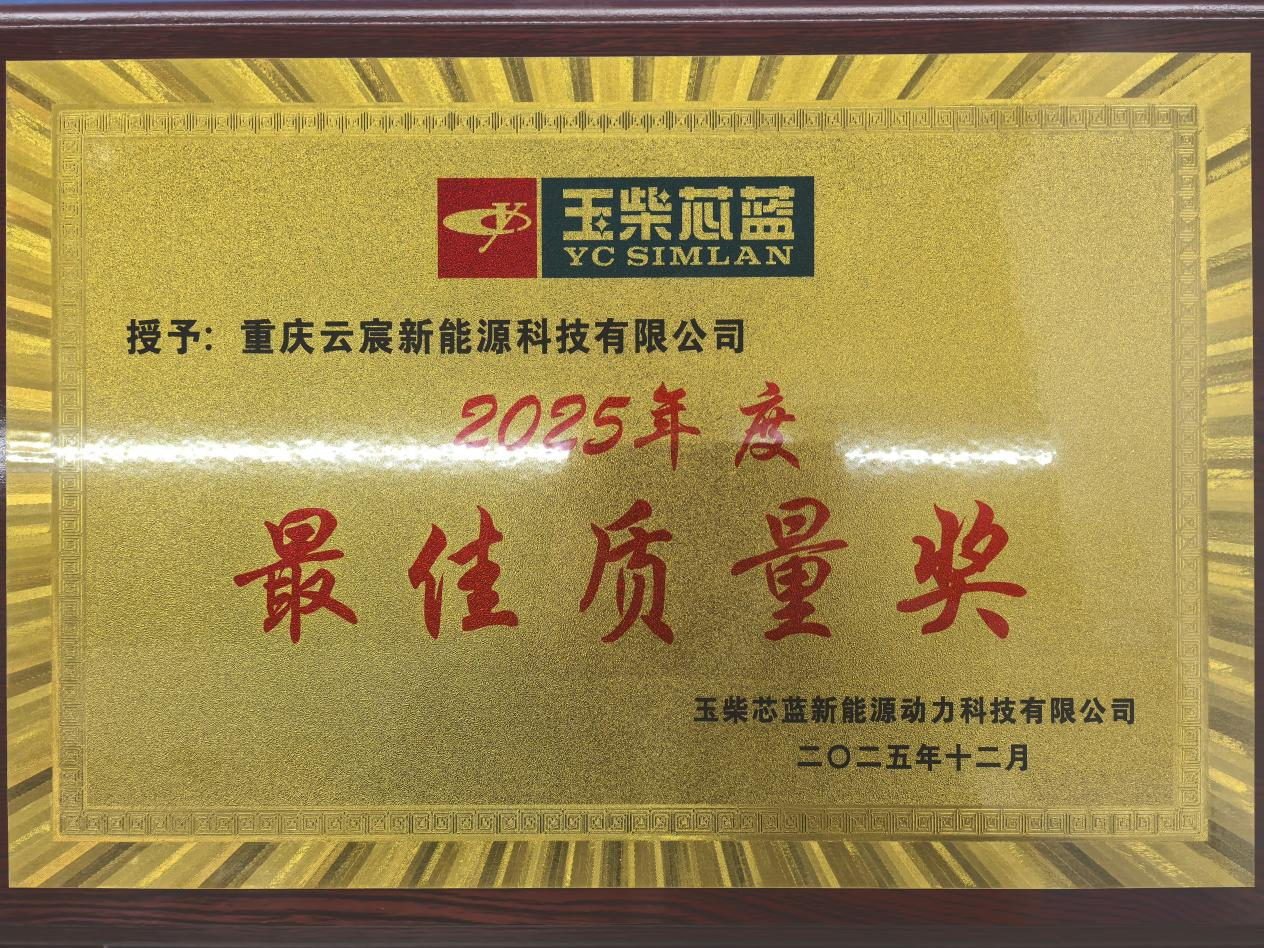 玉柴芯蓝
YC SIMLAN
授予：重庆云宸新能源科技有限公司
2025年度
最佳质量奖
玉柴芯蓝新能源动力科技有限公司
二〇二五年十二月